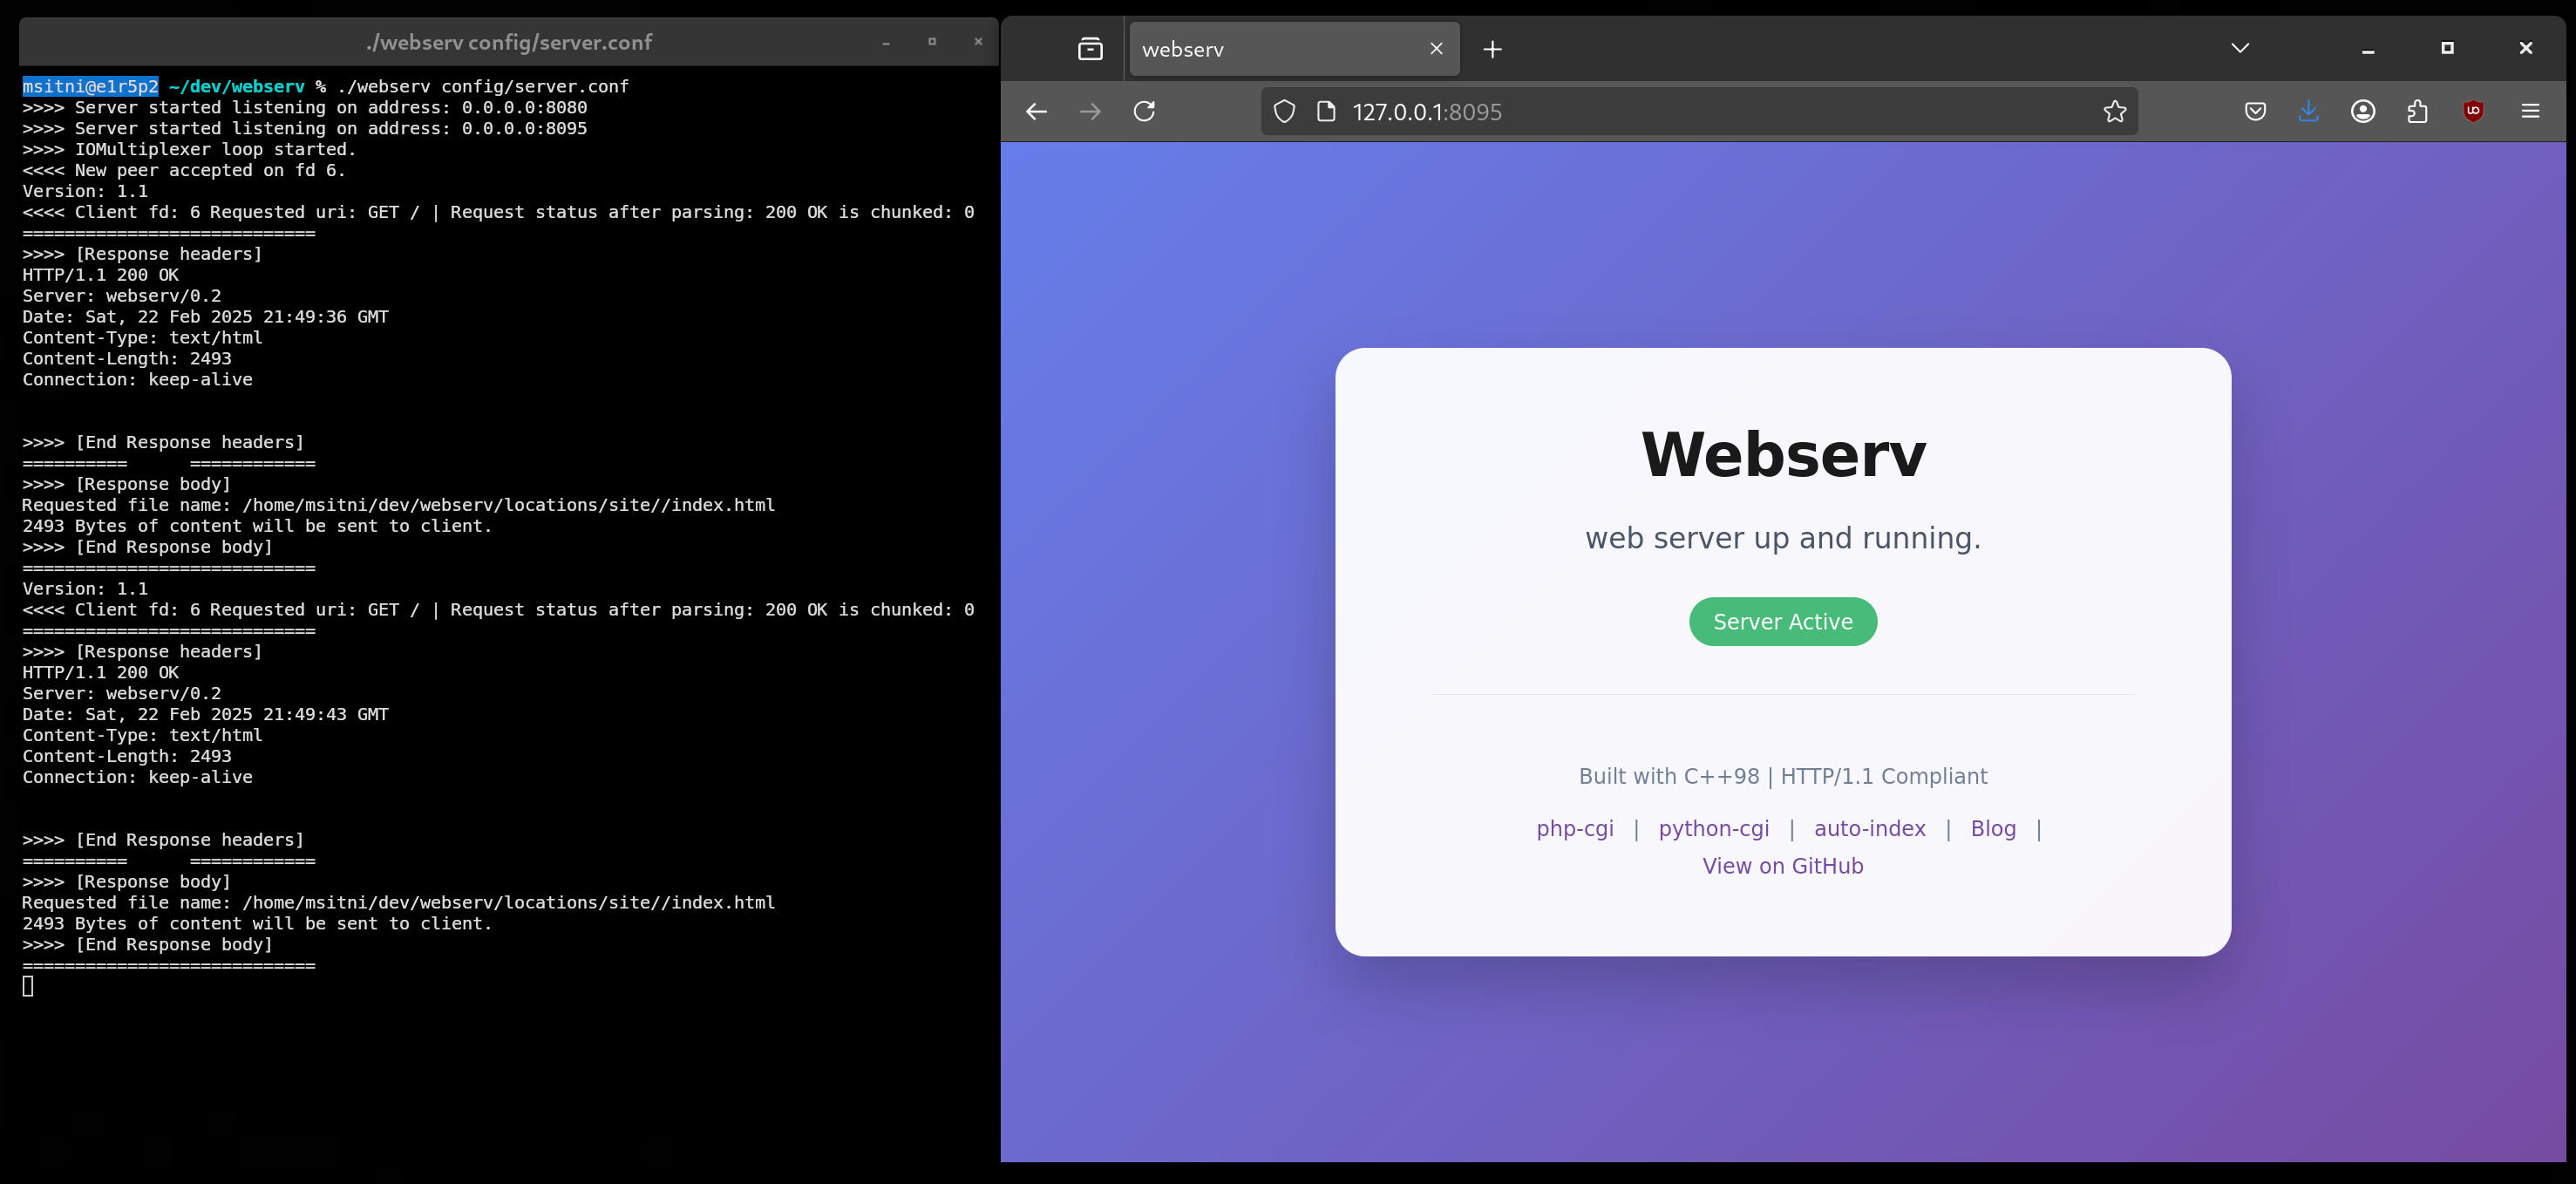 ./webserv config/server.conf
msitni@e1r5p2 ~/dev/webserv % ./webserv config/server.conf
>>>> Server started listening on address: 0.0.0.0:8080
>>>> Server started listening on address: 0.0.0.0:8095
>>>> IOMultiplexer loop started.
<<<< New peer accepted on fd 6.
Version: 1.1
<<<< Client fd: 6 Requested uri: GET / | Request status after parsing: 200 OK is chunked: 0
============================
>>>> [Response headers]
HTTP/1.1 200 OK
Server: webserv/0.2
Date: Sat, 22 Feb 2025 21:49:36 GMT
Content-Type: text/html
Content-Length: 2493
Connection: keep-alive
>>>> [End Response headers]
==========      ============
>>>> [Response body]
Requested file name: /home/msitni/dev/webserv/locations/site//index.html
2493 Bytes of content will be sent to client.
>>>> [End Response body]
============================
Version: 1.1
<<<< Client fd: 6 Requested uri: GET / | Request status after parsing: 200 OK is chunked: 0
============================
>>>> [Response headers]
HTTP/1.1 200 OK
Server: webserv/0.2
Date: Sat, 22 Feb 2025 21:49:43 GMT
Content-Type: text/html
Content-Length: 2493
Connection: keep-alive
>>>> [End Response headers]
==========      ============
>>>> [Response body]
Requested file name: /home/msitni/dev/webserv/locations/site//index.html
2493 Bytes of content will be sent to client.
>>>> [End Response body]
============================
webserv
127.0.0.1:8095
Webserv
web server up and running.
Server Active
Built with C++98 | HTTP/1.1 Compliant
php-cgi | python-cgi | auto-index | Blog |
View on GitHub